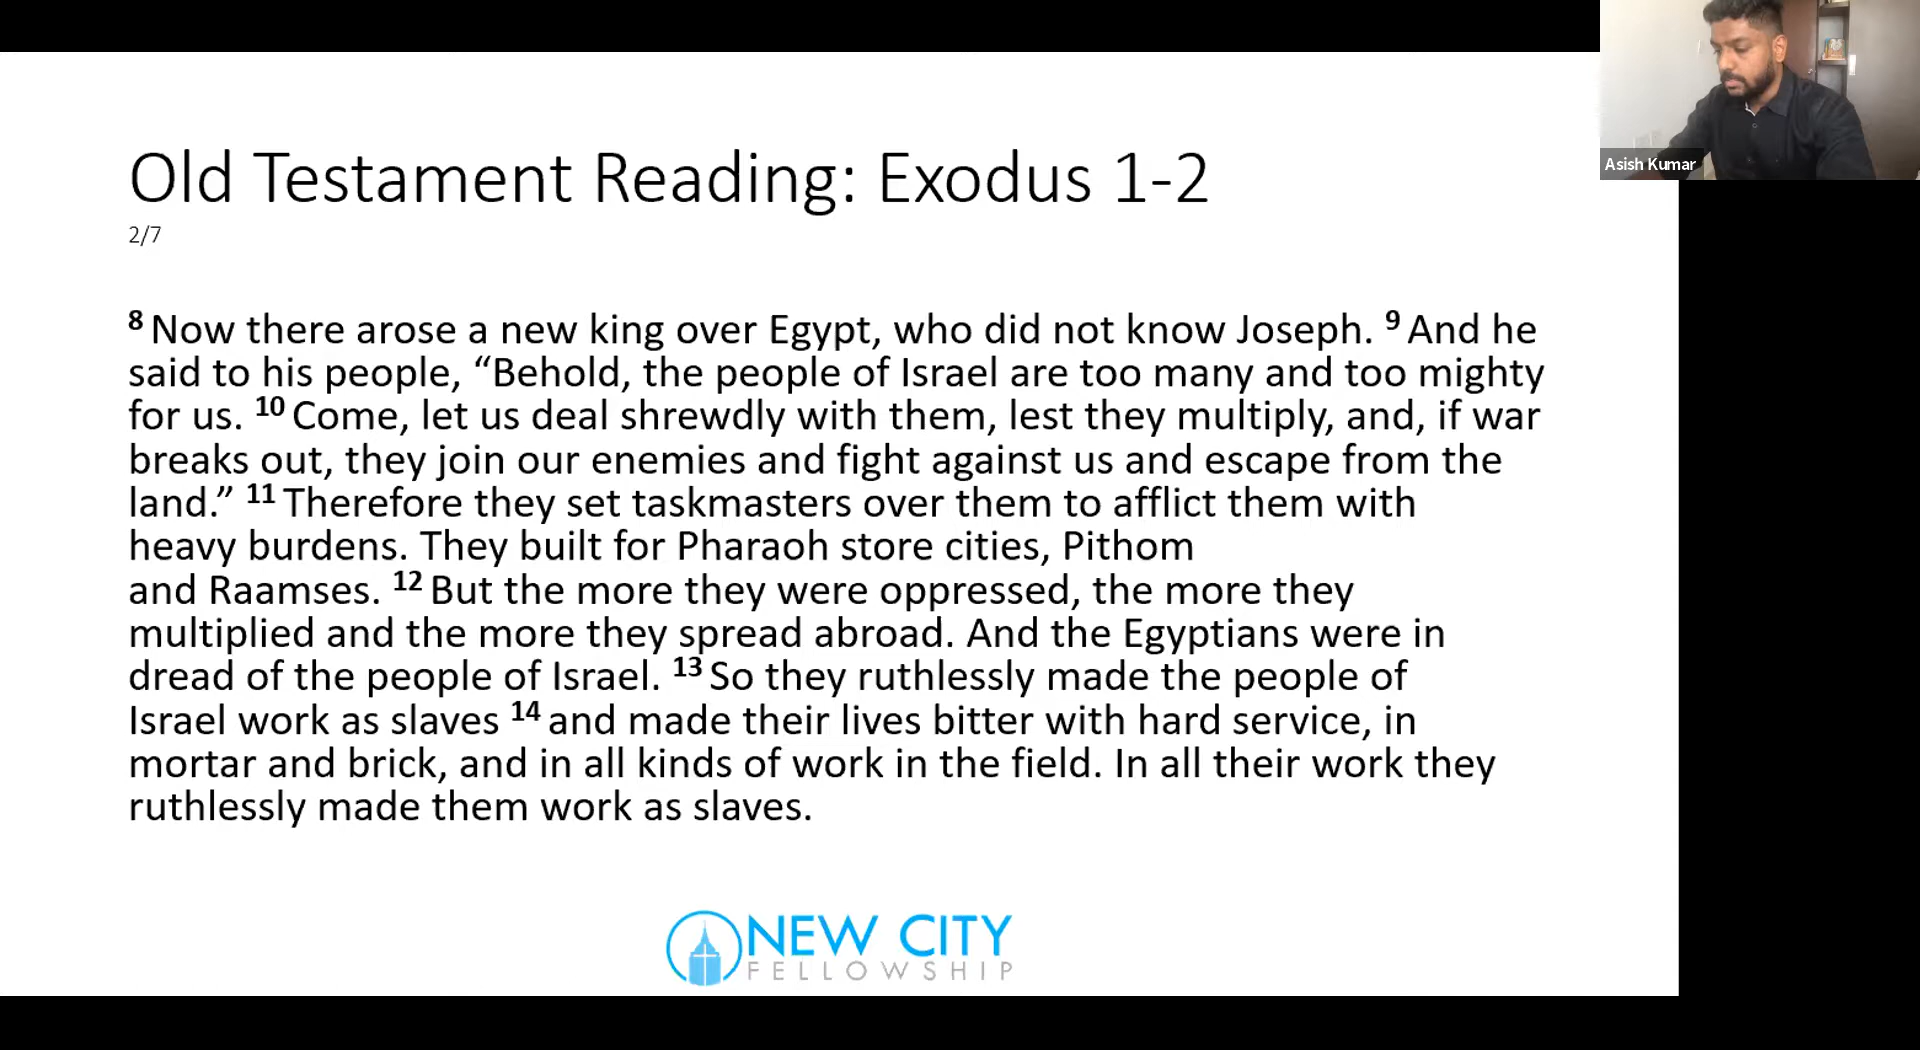 Old Testament Reading: Exodus 1-2
2/7
8 Now there arose a new king over Egypt, who did not know Joseph. 9 And he
said to his people, “Behold, the people of Israel are too many and too mighty
for us. 10 Come, let us deal shrewdly with them, lest they multiply, and, if war
breaks out, they join our enemies and fight against us and escape from the
land.” 11 Therefore they set taskmasters over them to afflict them with
heavy burdens. They built for Pharaoh store cities, Pithom
and Raamses. 12 But the more they were oppressed, the more they
multiplied and the more they spread abroad. And the Egyptians were in
dread of the people of Israel. 13 So they ruthlessly made the people of
Israel work as slaves 14 and made their lives bitter with hard service, in
mortar and brick, and in all kinds of work in the field. In all their work they
ruthlessly made them work as slaves.
NEW CITY
FELLOWSHIP
Asish Kumar